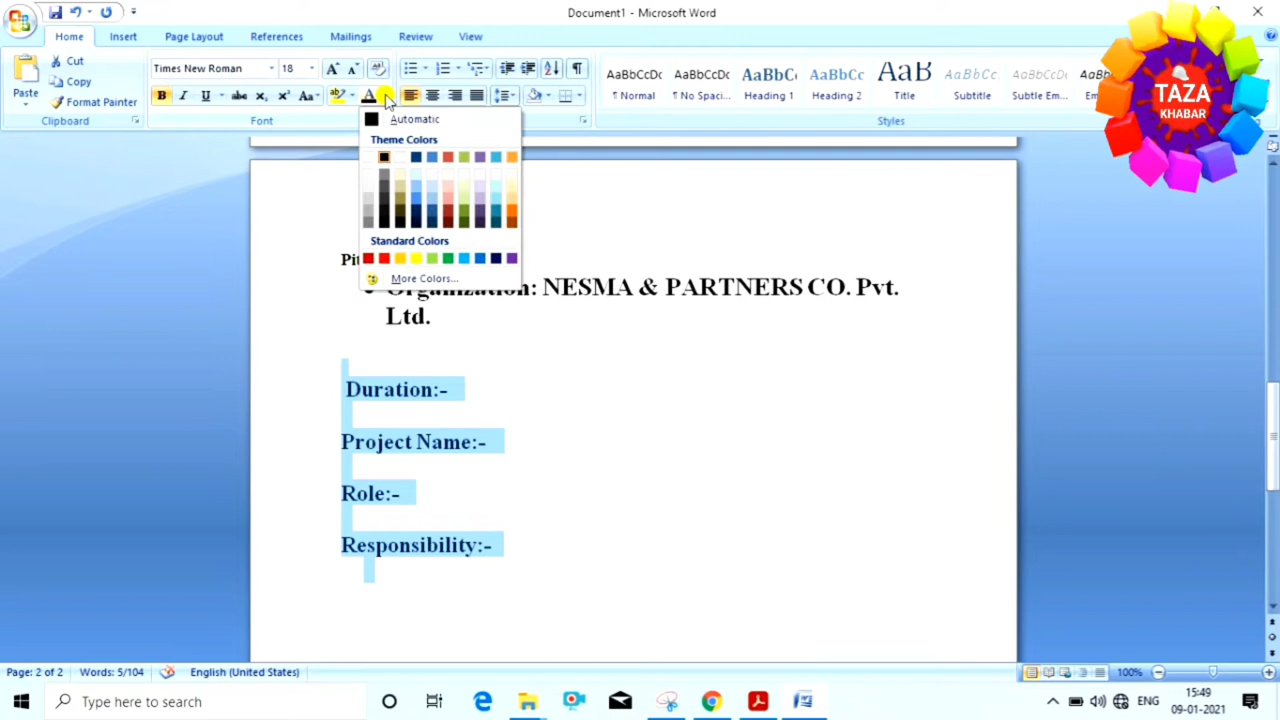 Document1 - Microsoft Word
Home Insert Page Layout References Mailings Review View
Paste
Cut
Copy
Format Painter
Times New Roman 18
AaBbCcDc AaBbCcDc AaBbC AaBbCc AaB AaBbCc. AaBbCcDc
¶ Normal ¶ No Spaci... Heading 1 Heading 2 Title Subtitle Subtle Em...
Clipboard Font Styles
TAZA
KHABAR
Automatic
Theme Colors
Standard Colors
More Colors...
Organization: NESMA & PARTNERS CO. Pvt.
Ltd.
Duration:-
Project Name:-
Role:-
Responsibility:-
Page: 2 of 2 Words: 5/104 English (United States) 100%
Type here to search
ENG
15:49
09-01-2021